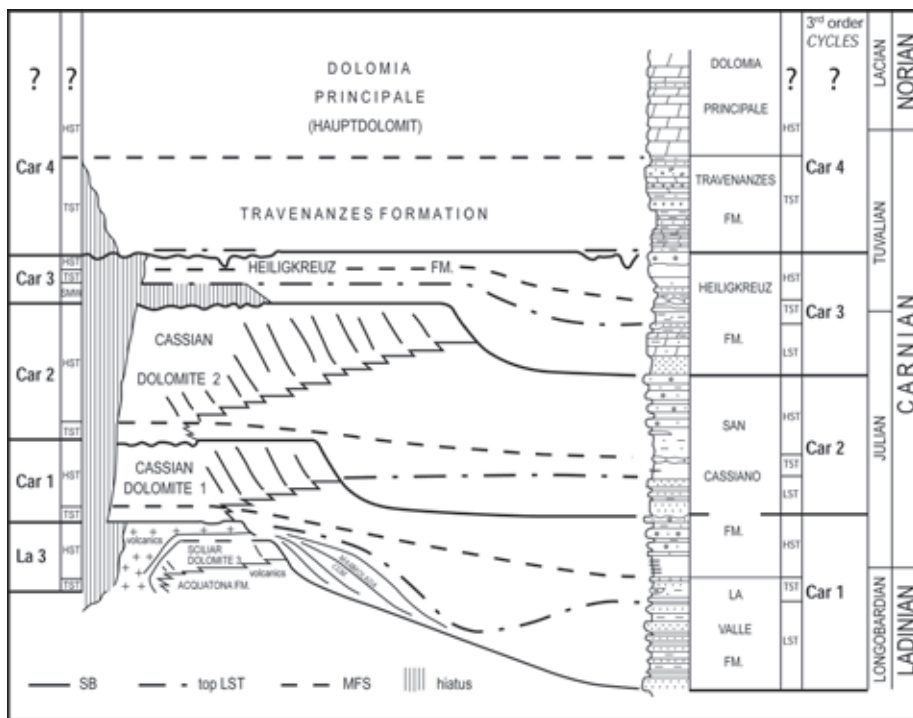 ?
?
HST
Car 4
TST
HST
Car 3
TST
SMW
Car 2
HST
TST
Car 1
HST
TST
La 3
HST
TST
DOLOMIA
PRINCIPALE
(HAUPTDOLOMIT)
TRAVENANZES FORMATION
HEILIGKREUZ FM.
CASSIAN
DOLOMITE 2
CASSIAN
DOLOMITE 1
volcanics
SCILIAR
DOLOMITE 3
volcanics
ACQUATONA FM.
MARMOLADA
CGM.
SB
top LST
MFS
hiatus
DOLOMIA
PRINCIPALE
TRAVENANZES
FM.
HEILIGKREUZ
FM.
SAN
CASSIANO
FM.
LA
VALLE
FM.
?
HST
TST
HST
TST
LST
HST
TST
LST
HST
TST
LST
3rd order
CYCLES
?
Car 4
Car 3
Car 2
Car 1
LACIAN
TUVALIAN
JULIAN
LONGOBARDIAN
NORIAN
CARNIAN
LADINIAN